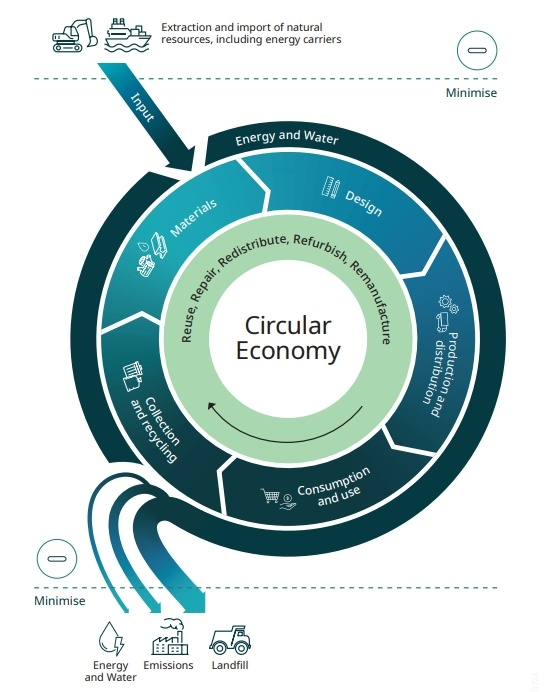 Extraction and import of natural
resources, including energy carriers
Minimise
Input
Energy and Water
Materials
Design
Reuse, Repair, Redistribute, Refurbish, Remanufacture
Circular
Economy
Production and
distribution
Collection
and recycling
Consumption
and use
Minimise
Energy
and Water
Emissions
Landfill